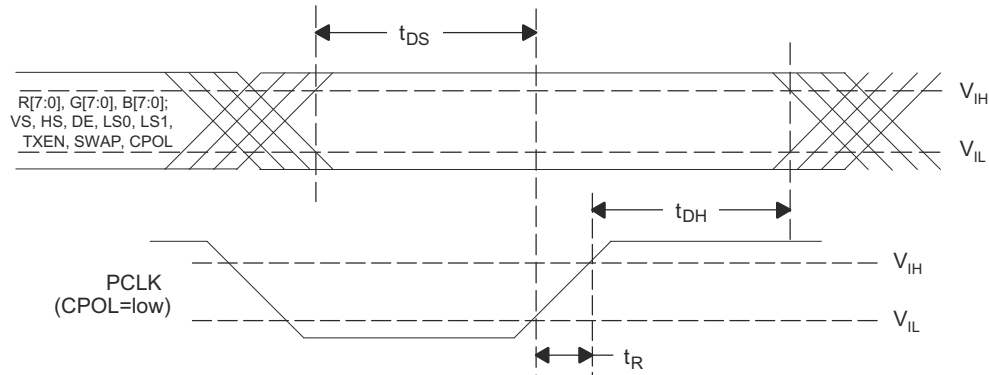 tDS
R[7:0], G[7:0], B[7:0];
VS, HS, DE, LS0, LS1,
TXEN, SWAP, CPOL
VIH
VIL
tDH
PCLK
(CPOL=low)
VIH
VIL
tR